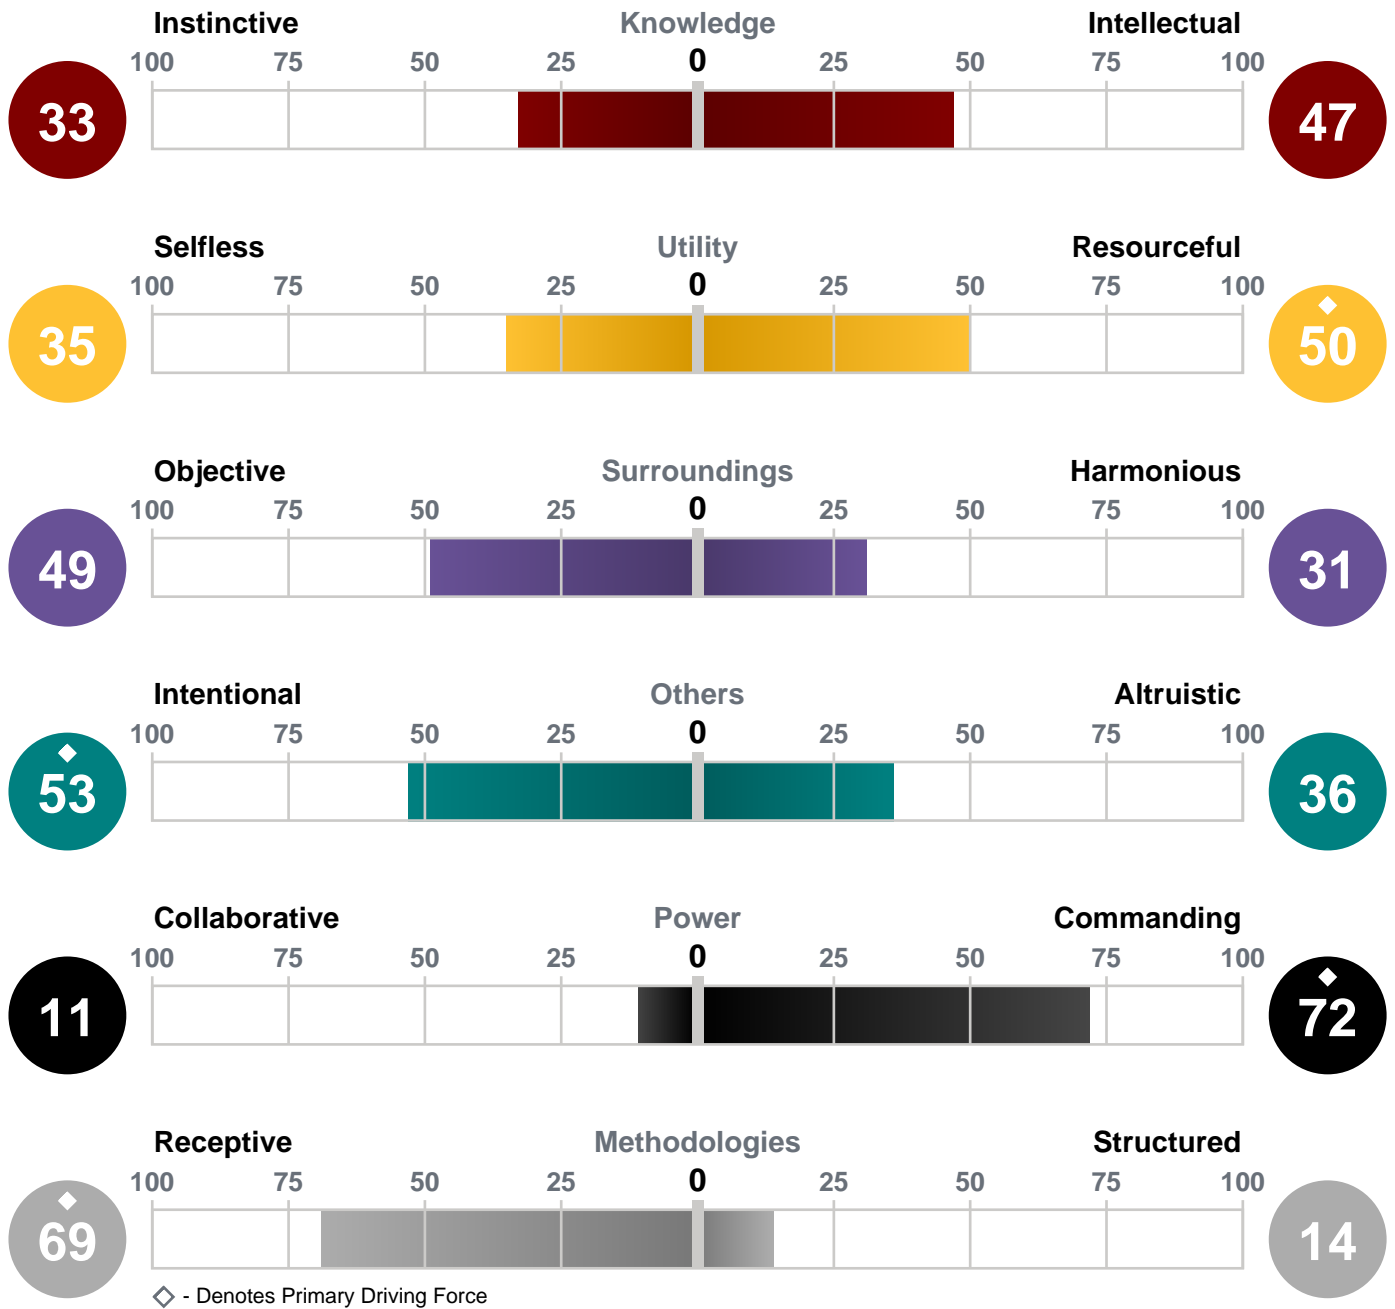 Instinctive Knowledge Intellectual
100 75 50 25 0 25 50 75 100
33 47
Selfless Utility Resourceful
100 75 50 25 0 25 50 75 100
35 50
Objective Surroundings Harmonious
100 75 50 25 0 25 50 75 100
49 31
Intentional Others Altruistic
100 75 50 25 0 25 50 75 100
53 36
Collaborative Power Commanding
100 75 50 25 0 25 50 75 100
11 72
Receptive Methodologies Structured
100 75 50 25 0 25 50 75 100
69 14
- Denotes Primary Driving Force